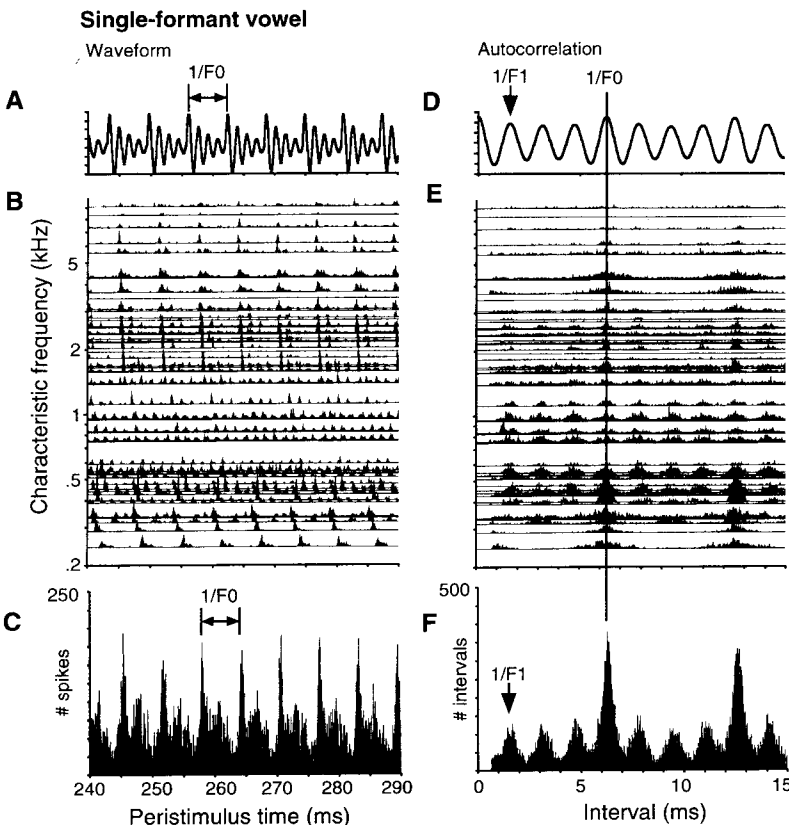 Single-formant vowel
Waveform
1/F0
A
Autocorrelation
1/F1
1/F0
D
B
Characteristic frequency (kHz)
5
2
1
.5
.2
E
C
250
# spikes
1/F0
240
250
260
270
280
290
Peristimulus time (ms)
F
500
# intervals
1/F1
0
5
10
15
Interval (ms)